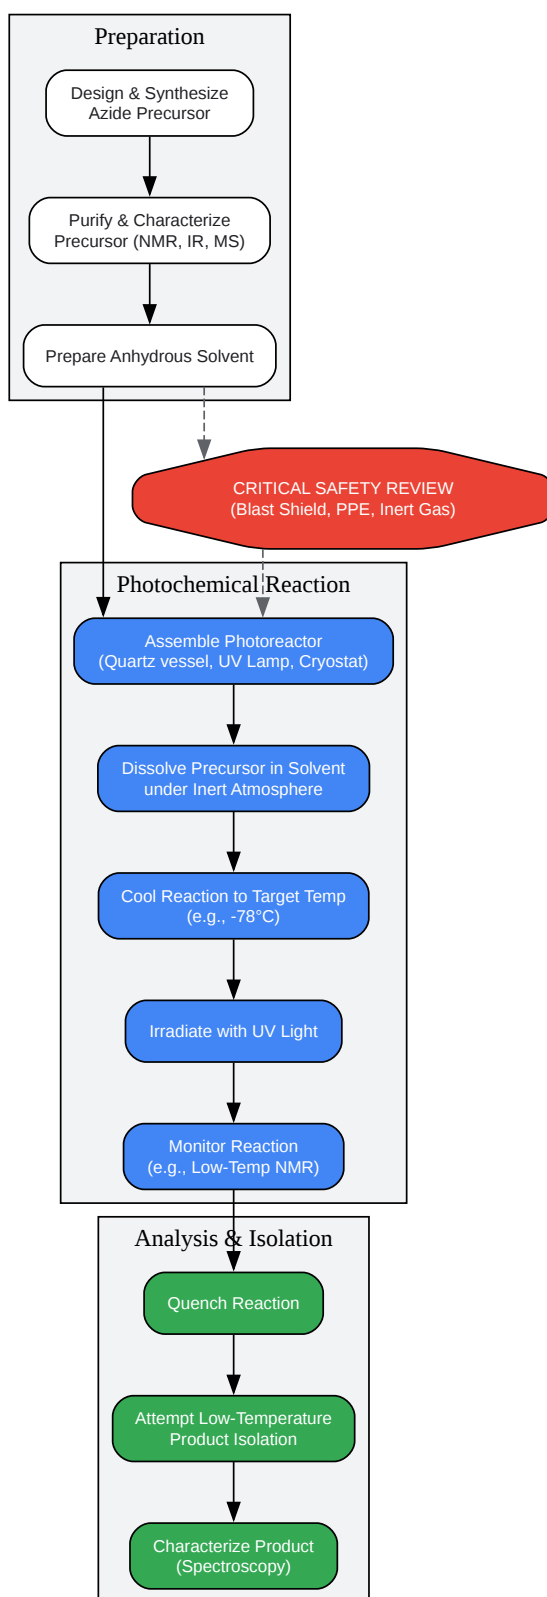 Preparation
Design & Synthesize
Azide Precursor
Purify & Characterize
Precursor (NMR, IR, MS)
Prepare Anhydrous Solvent
CRITICAL SAFETY REVIEW
(Blast Shield, PPE, Inert Gas)
Photochemical Reaction
Assemble Photoreactor
(Quartz vessel, UV Lamp, Cryostat)
Dissolve Precursor in Solvent
under Inert Atmosphere
Cool Reaction to Target Temp
(e.g., -78°C)
Irradiate with UV Light
Monitor Reaction
(e.g., Low-Temp NMR)
Analysis & Isolation
Quench Reaction
Attempt Low-Temperature
Product Isolation
Characterize Product
(Spectroscopy)